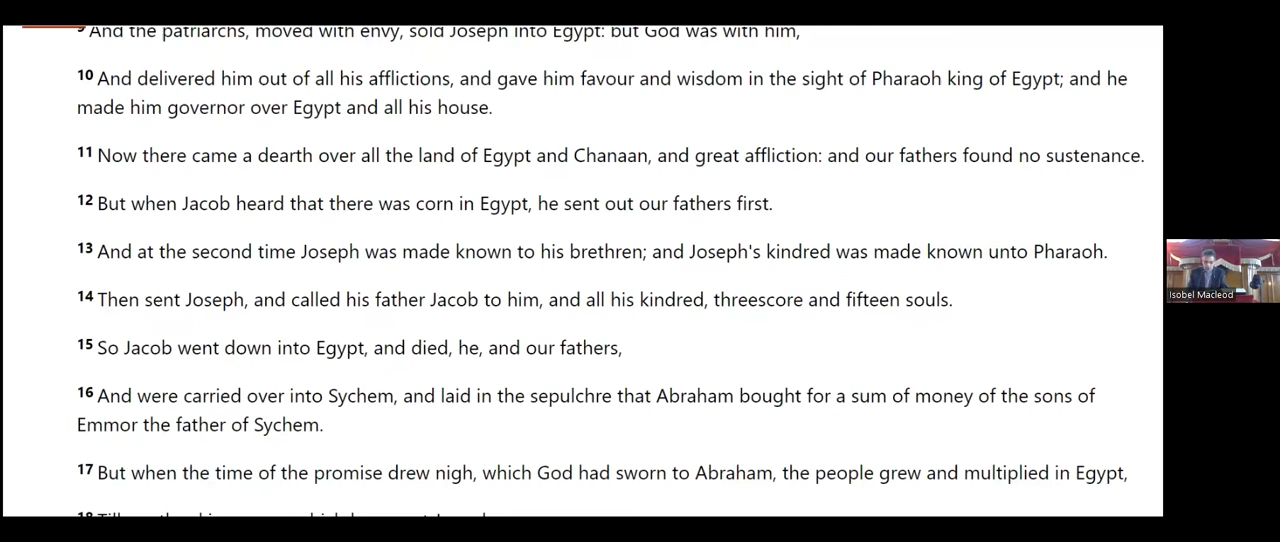 9 And the patriarchs, moved with envy, sold Joseph into Egypt: but God was with him,
10 And delivered him out of all his afflictions, and gave him favour and wisdom in the sight of Pharaoh king of Egypt; and he
made him governor over Egypt and all his house.
11 Now there came a dearth over all the land of Egypt and Chanaan, and great affliction: and our fathers found no sustenance.
12 But when Jacob heard that there was corn in Egypt, he sent out our fathers first.
13 And at the second time Joseph was made known to his brethren; and Joseph's kindred was made known unto Pharaoh.
14 Then sent Joseph, and called his father Jacob to him, and all his kindred, threescore and fifteen souls.
15 So Jacob went down into Egypt, and died, he, and our fathers,
16 And were carried over into Sychem, and laid in the sepulchre that Abraham bought for a sum of money of the sons of
Emmor the father of Sychem.
17 But when the time of the promise drew nigh, which God had sworn to Abraham, the people grew and multiplied in Egypt,
18
Isobel Macleod